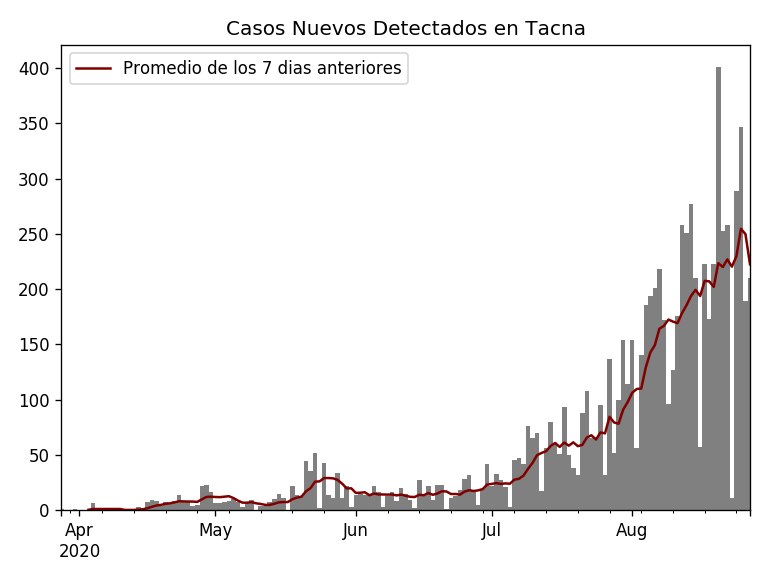 Casos Nuevos Detectados en Tacna
Promedio de los 7 dias anteriores
400
350
300
250
200
150
100
50
0
Apr
2020
May
Jun
Jul
Aug